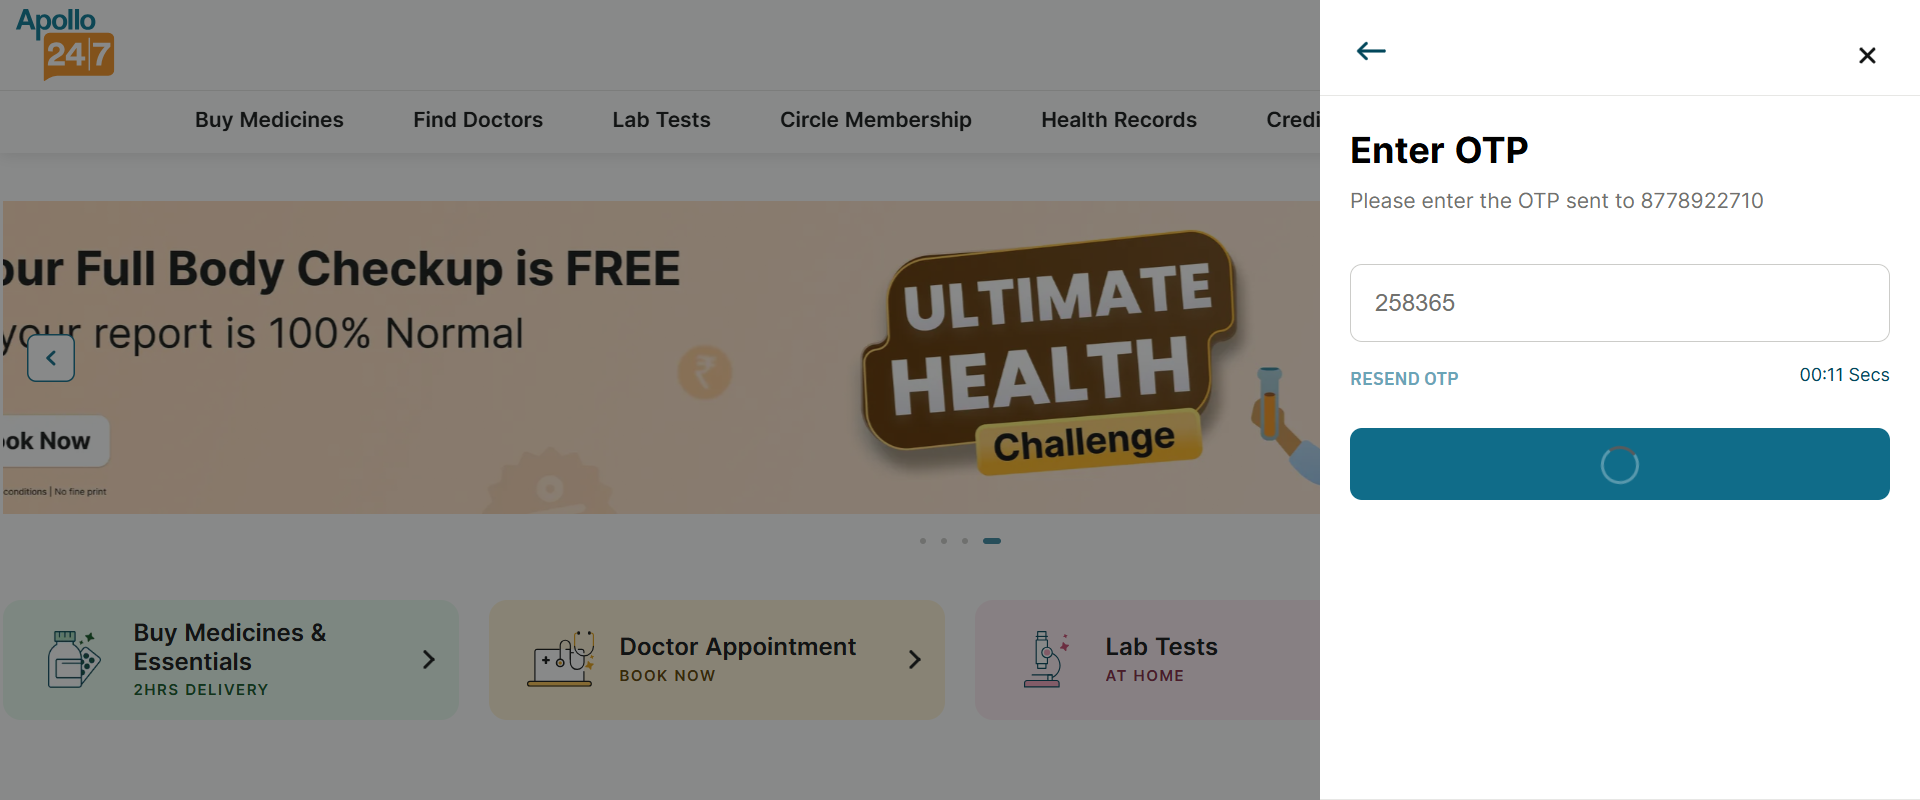 Apollo
24|7
Buy Medicines
Find Doctors
Lab Tests
Circle Membership
Health Records
Credi
our Full Body Checkup is FREE
your report is 100% Normal
ook Now
conditions | No fine print
ULTIMATE
HEALTH
Challenge
Buy Medicines &
Essentials
2HRS DELIVERY
Doctor Appointment
BOOK NOW
Lab Tests
AT HOME
Enter OTP
Please enter the OTP sent to 8778922710
258365
RESEND OTP
00:11 Secs